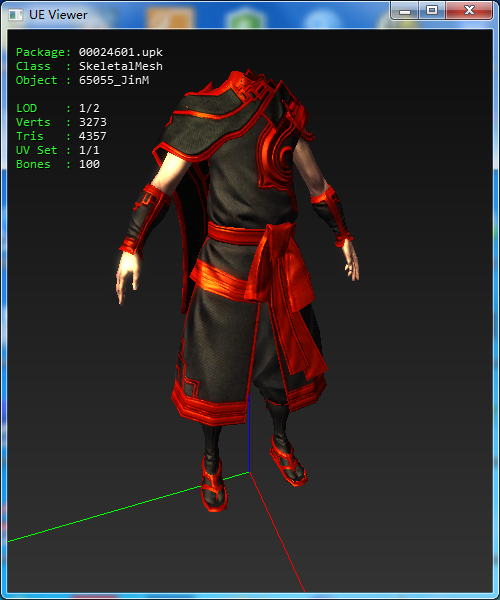 UE Viewer
Package: 00024601.upk
Class  : SkeletalMesh
Object : 65055_JinM
LOD    : 1/2
Verts  : 3273
Tris   : 4357
UV Set : 1/1
Bones  : 100